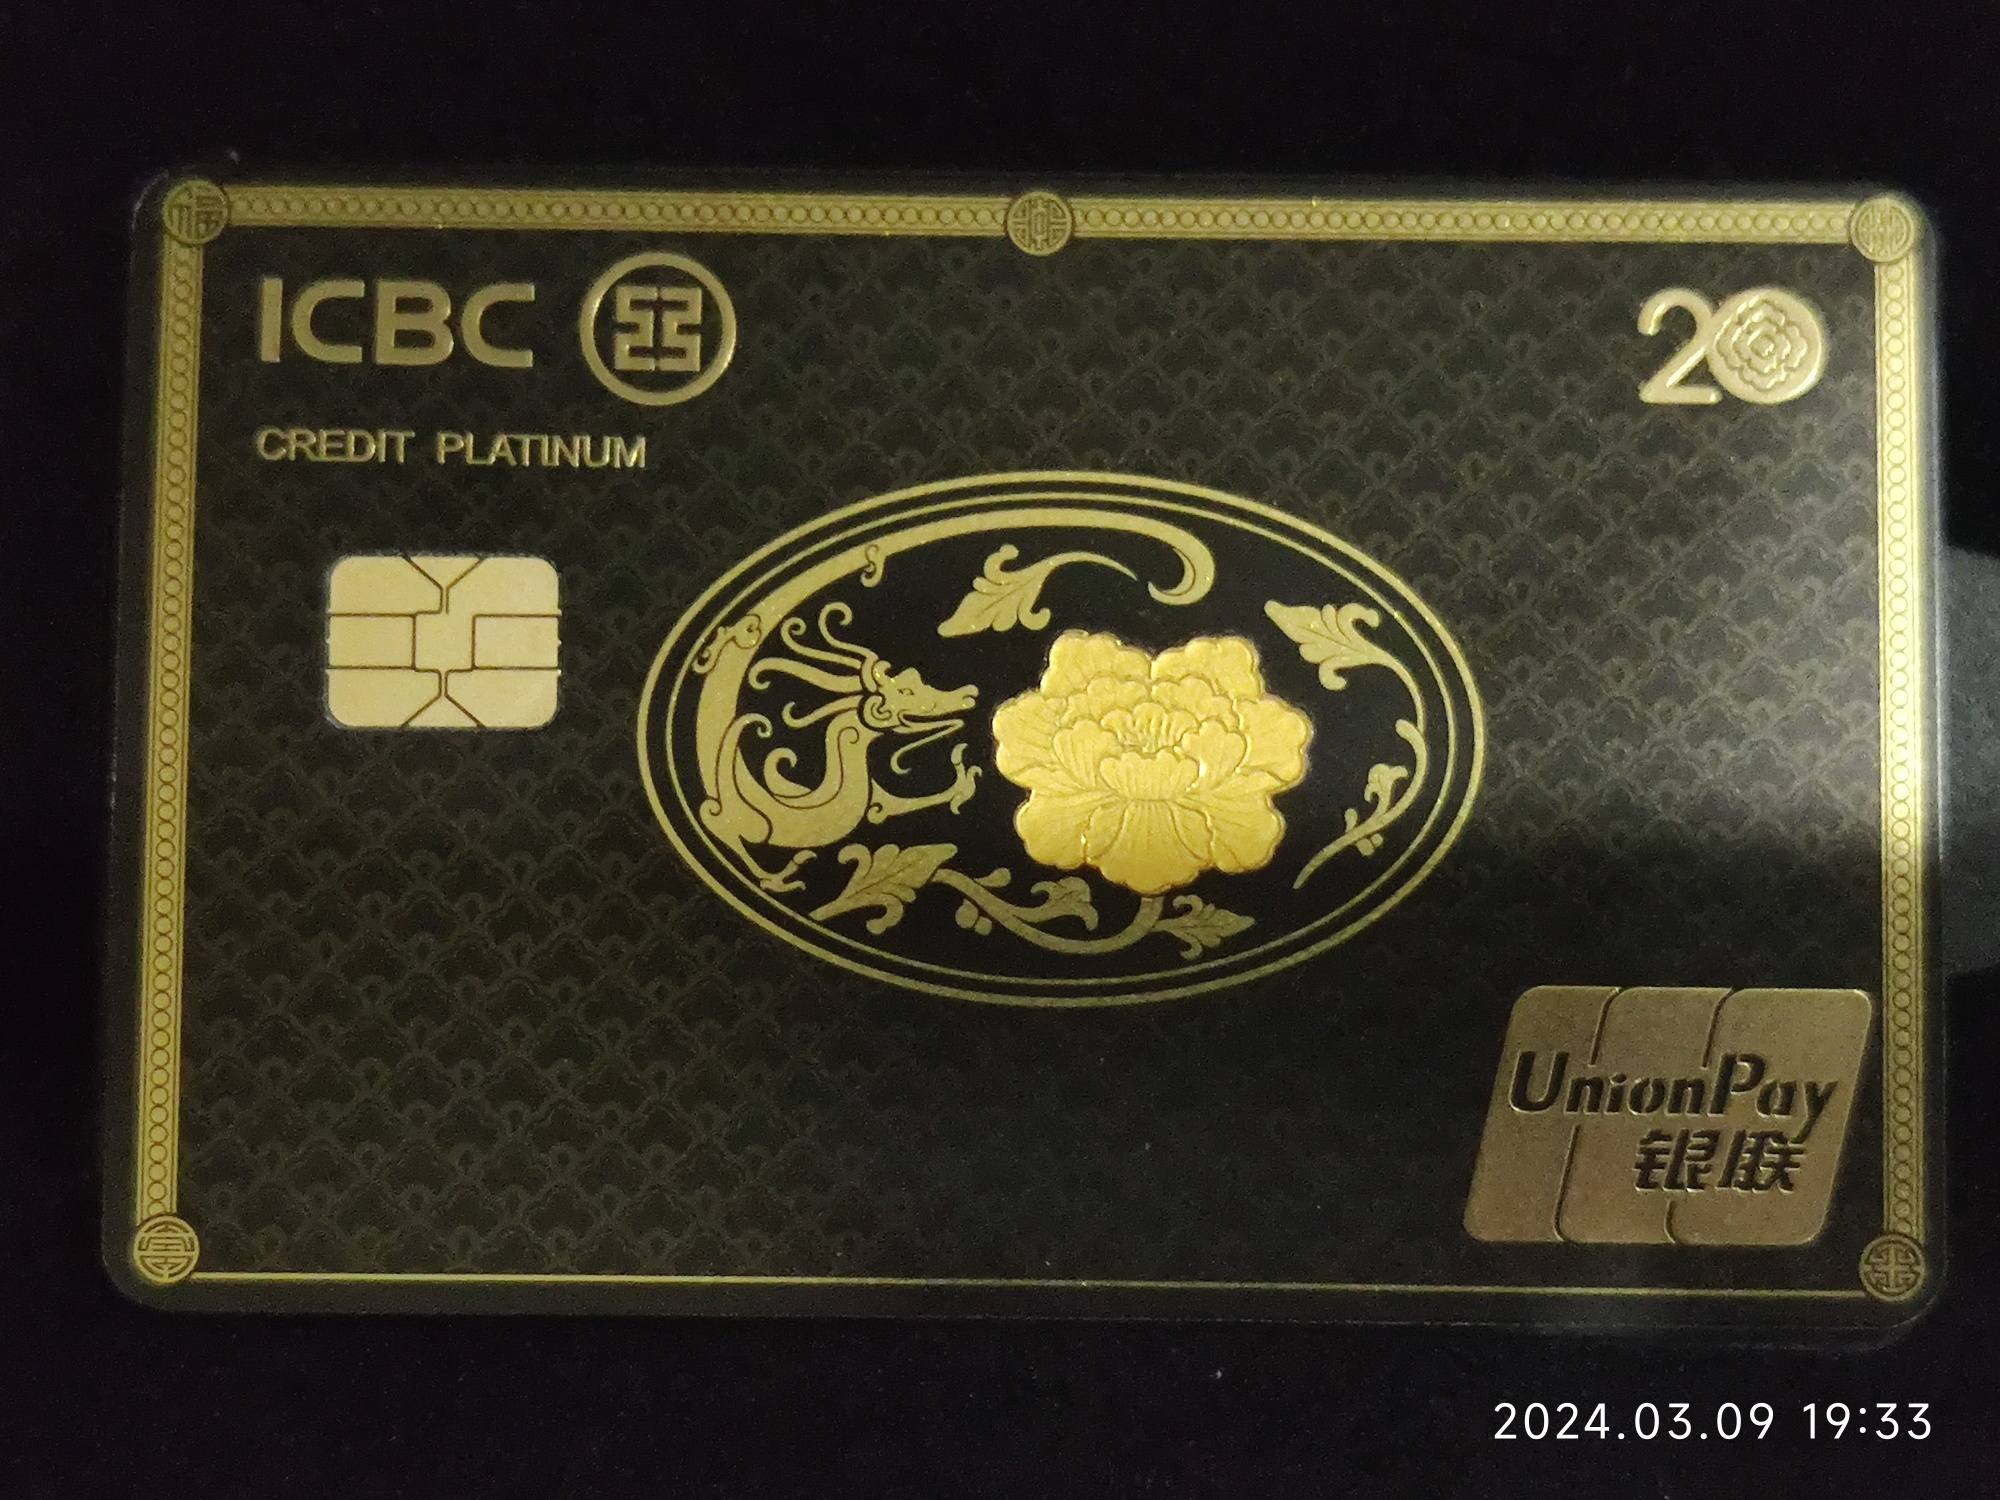 ICBC
20
CREDIT PLATINUM
UnionPay
银联
2024.03.09 19:33